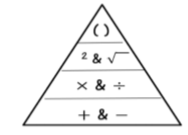 ( )
² & √
× & ÷
+ & −